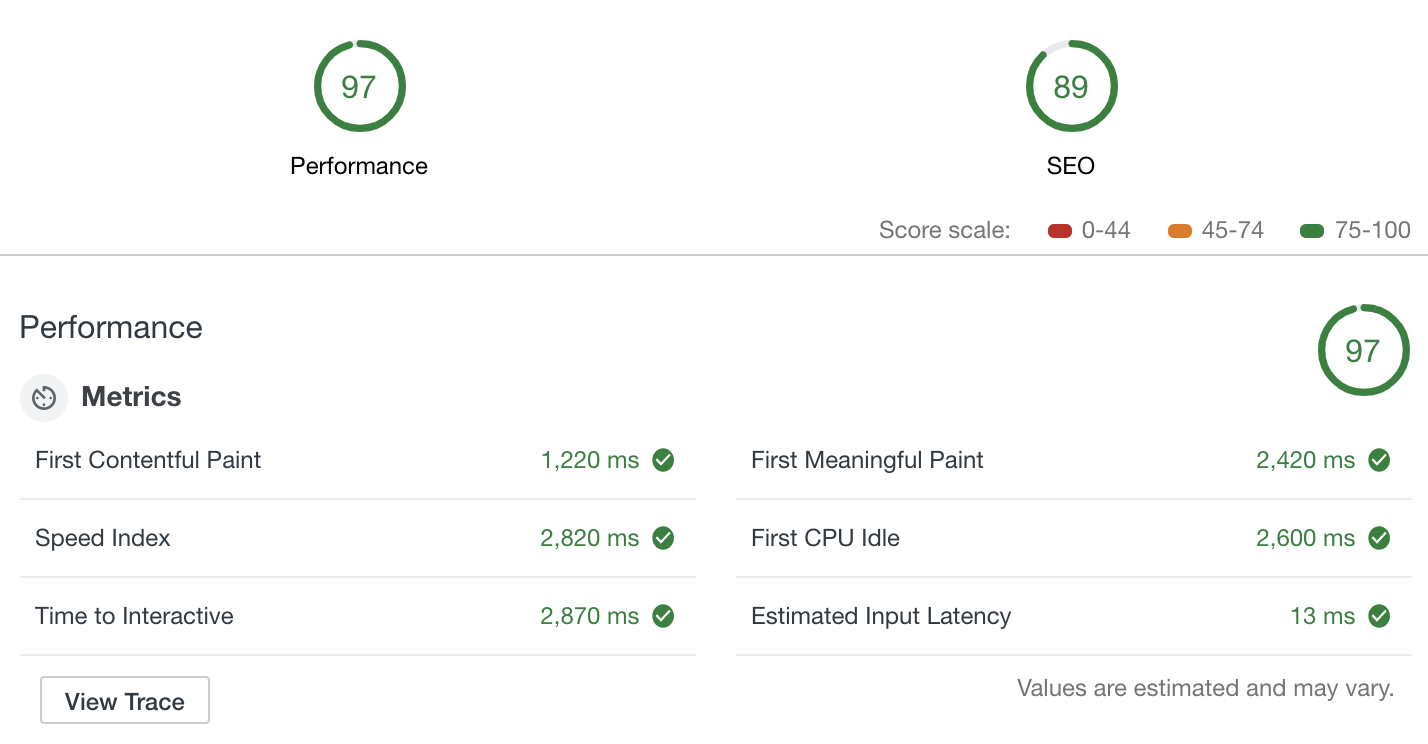 97
89
Performance
SEO
Score scale: 0-44 45-74 75-100
Performance
97
Metrics
First Contentful Paint 1,220 ms
First Meaningful Paint 2,420 ms
Speed Index 2,820 ms
First CPU Idle 2,600 ms
Time to Interactive 2,870 ms
Estimated Input Latency 13 ms
View Trace
Values are estimated and may vary.